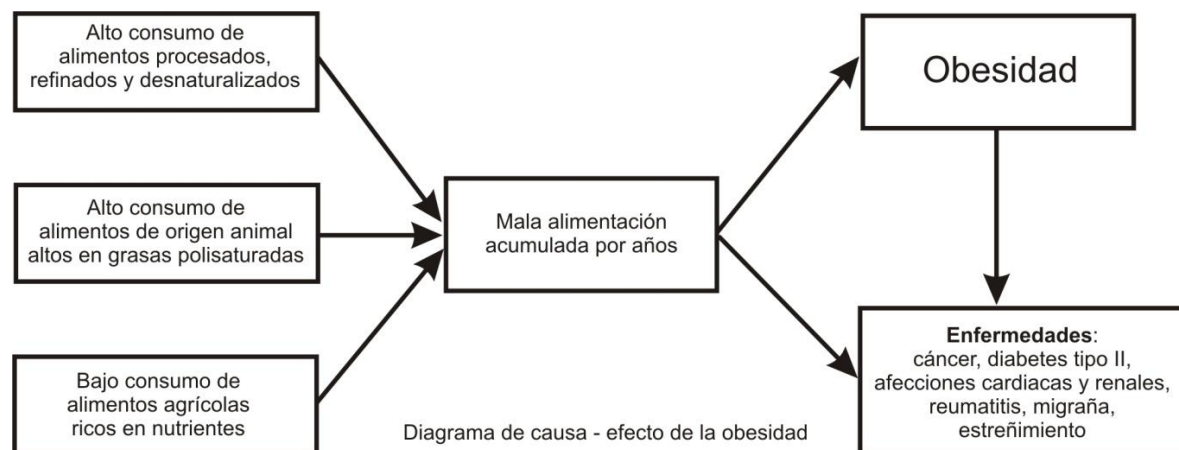 Alto consumo de
alimentos procesados,
refinados y desnaturalizados
Alto consumo de
alimentos de origen animal
altos en grasas polisaturadas
Bajo consumo de
alimentos agrícolas
ricos en nutrientes
Mala alimentación
acumulada por años
Obesidad
Enfermedades:
cáncer, diabetes tipo II,
afecciones cardiacas y renales,
reumatitis, migraña,
estreñimiento
Diagrama de causa - efecto de la obesidad